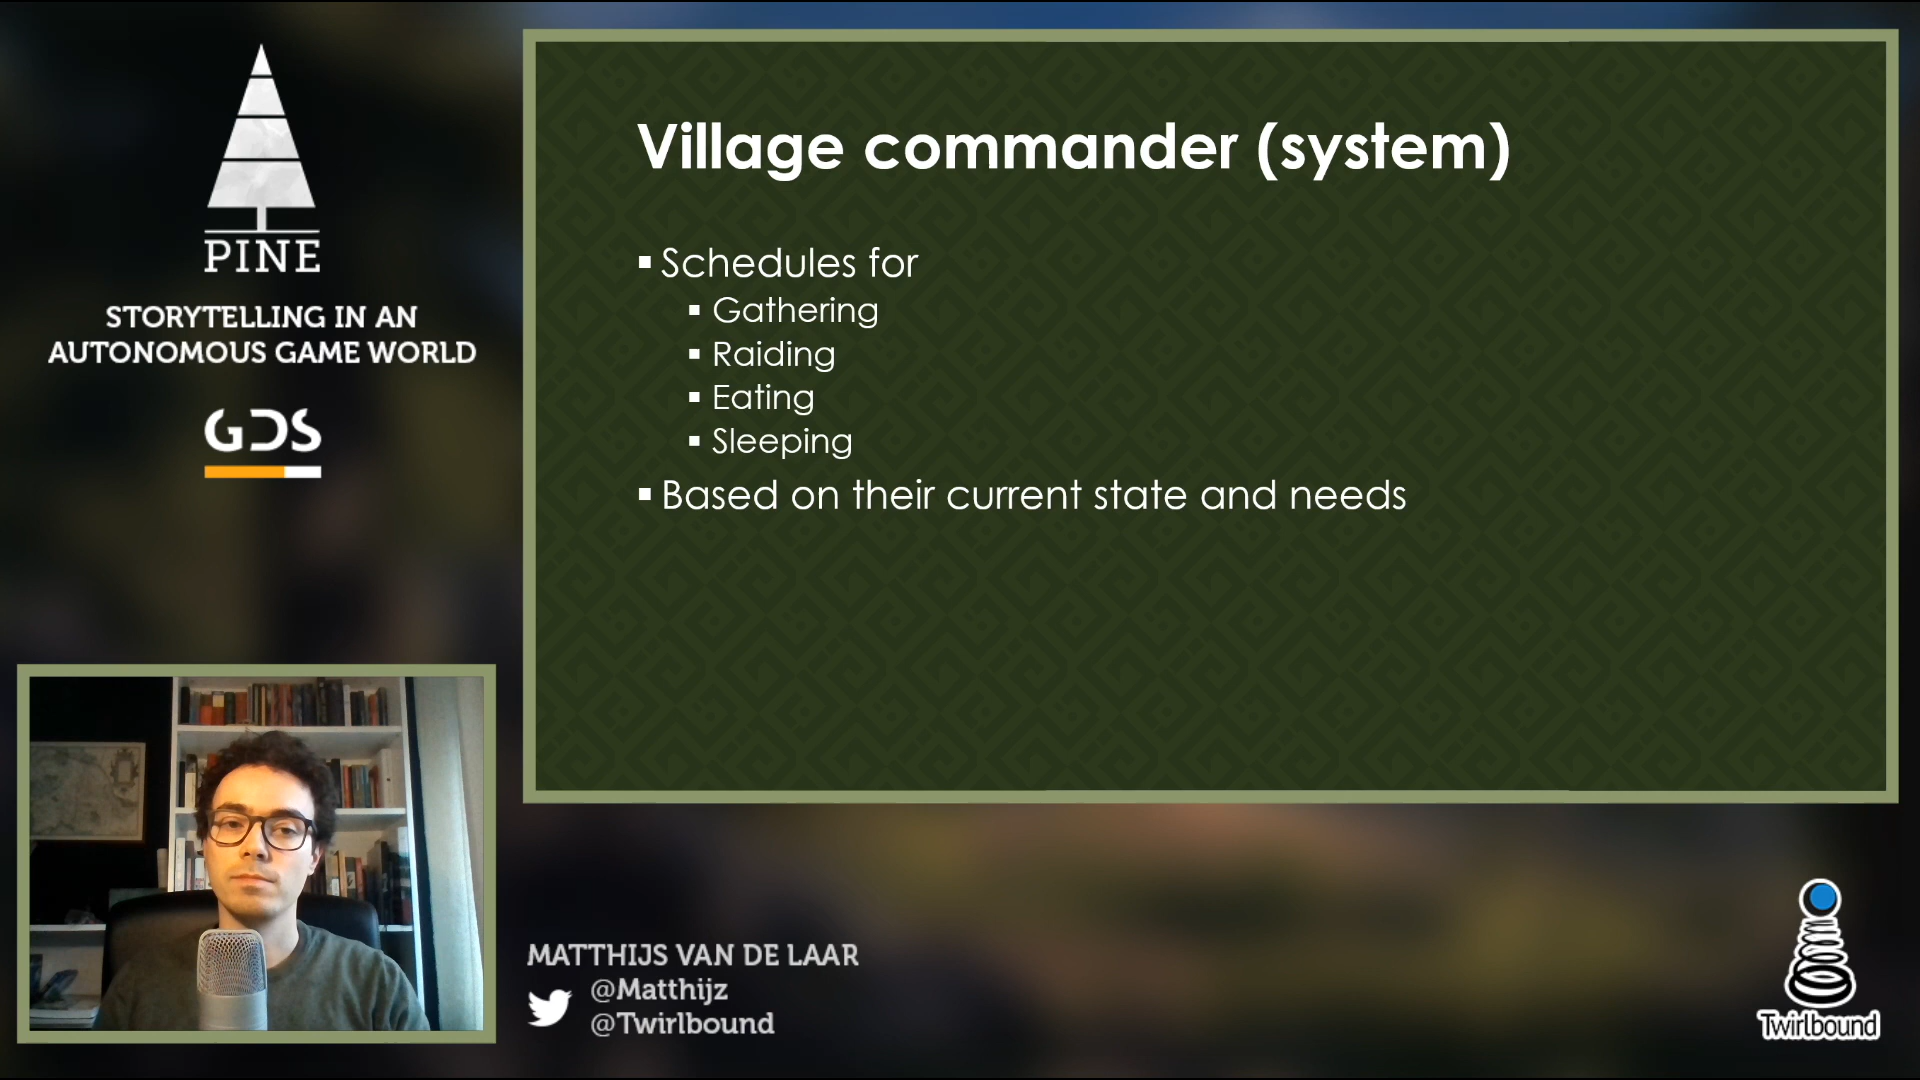 PINE
STORYTELLING IN AN
AUTONOMOUS GAME WORLD
GDS
Village commander (system)
Schedules for
Gathering
Raiding
Eating
Sleeping
Based on their current state and needs
MATTHIJS VAN DE LAAR
@Matthijz
@Twirlbound
Twirlbound